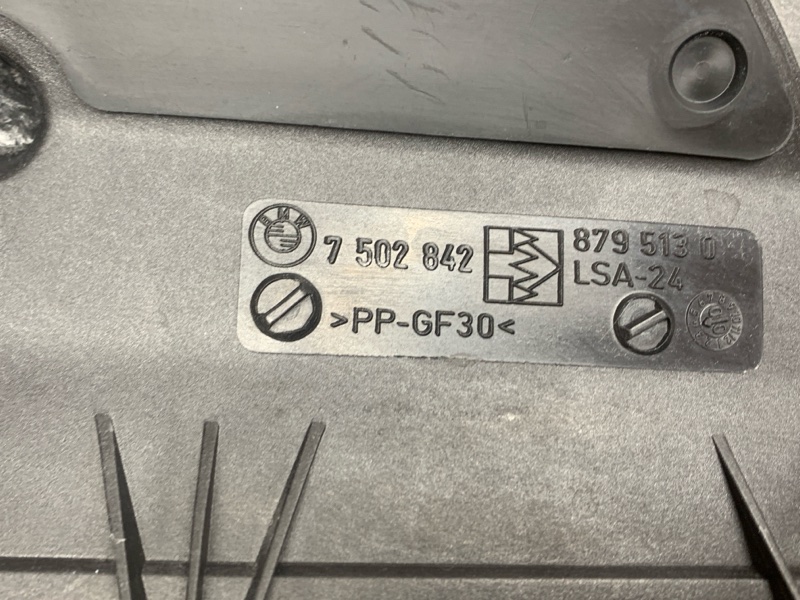 BMW
7 502 842
879 513 0
LSA-24
>PP-GF30<